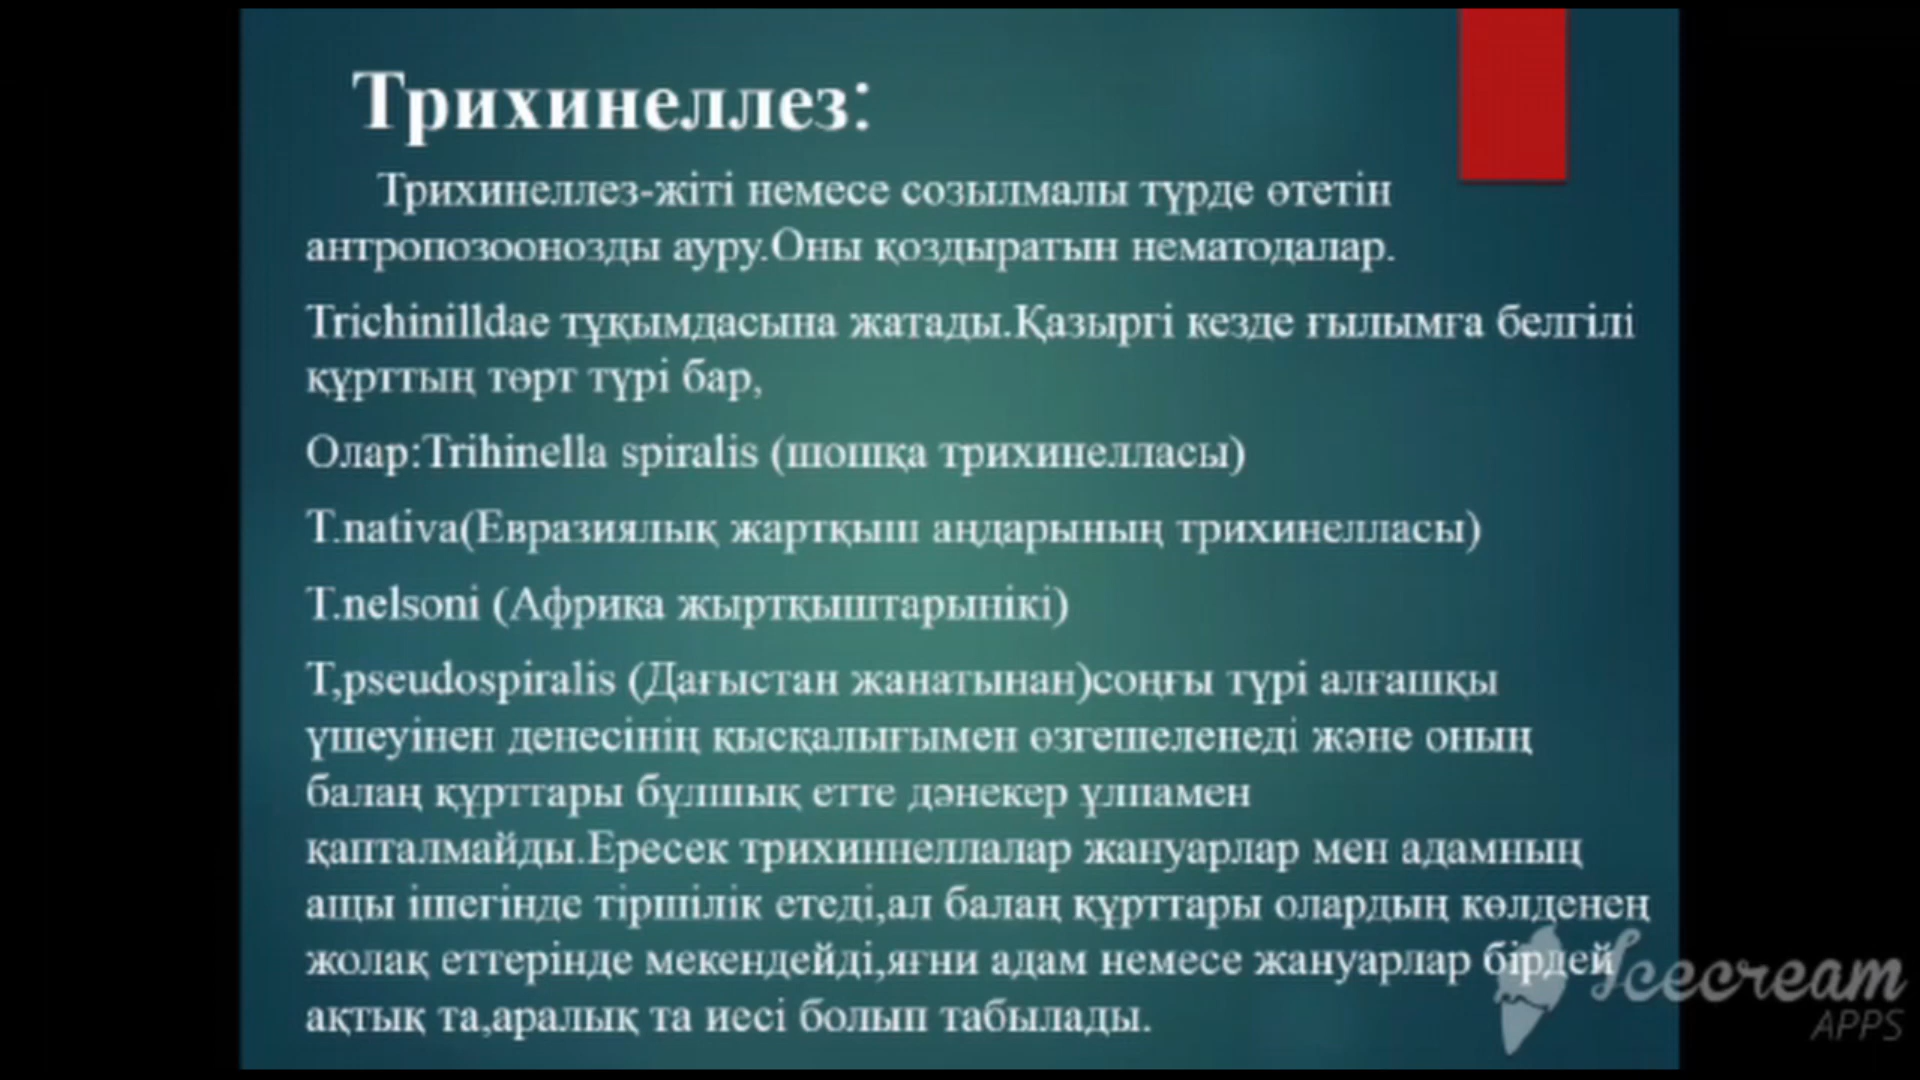 Трихинеллез:
Трихинеллез-жіті немесе созылмалы түрде өтетін
антропозоонозды ауру.Оны қоздыратын нематодалар.
Trichinilldae тұқымдасына жатады.Қазыргі кезде ғылымға белгілі
құрттың төрт түрі бар,
Олар:Trihinella spiralis (шошқа трихинелласы)
T.nativa(Евразиялық жартқыш аңдарының трихинелласы)
T.nelsoni (Африка жыртқыштарынікі)
T,pseudospiralis (Дағыстан жанатынан)соңғы түрі алғашқы
үшеуінен денесінің қысқалығымен өзгешеленеді және оның
балаң құрттары бұлшық етте дәнекер ұлпамен
қапталмайды.Ересек трихиннеллалар жануарлар мен адамның
ащы ішегінде тіршілік етеді,ал балаң құрттары олардың көлденең
жолақ еттерінде мекендейді,яғни адам немесе жануарлар бірдей
ақтық та,аралық та иесі болып табылады.
Icecream
APPS